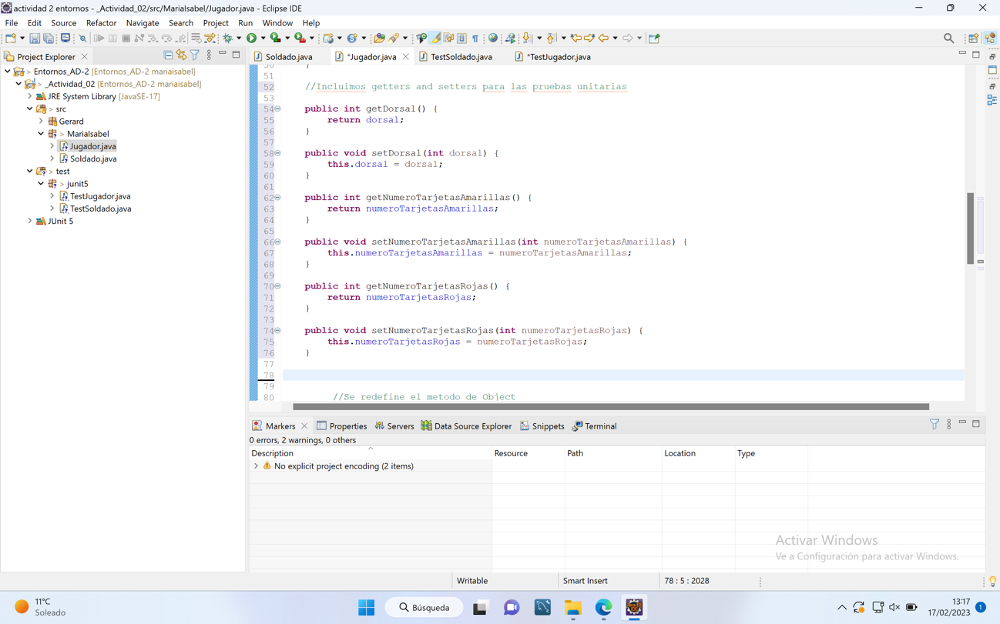 actividad 2 entornos - _Actividad_02/src/MariaIsabel/Jugador.java - Eclipse IDE
File Edit Source Refactor Navigate Search Project Run Window Help
Project Explorer
Entornos_AD-2 [Entornos_AD-2 mariaisabel]
> _Actividad_02 [Entornos_AD-2 mariaisabel]
JRE System Library [JavaSE-17]
> src
Gerard
> MariaIsabel
Jugador.java
Soldado.java
> test
> junit5
TestJugador.java
TestSoldado.java
JUnit 5
Soldado.java *Jugador.java TestSoldado.java *TestJugador.java
50 }
51
52 //Incluimos getters and setters para las pruebas unitarias
53
54 public int getDorsal() {
55 return dorsal;
56 }
57
58 public void setDorsal(int dorsal) {
59 this.dorsal = dorsal;
60 }
61
62 public int getNumeroTarjetasAmarillas() {
63 return numeroTarjetasAmarillas;
64 }
65
66 public void setNumeroTarjetasAmarillas(int numeroTarjetasAmarillas) {
67 this.numeroTarjetasAmarillas = numeroTarjetasAmarillas;
68 }
69
70 public int getNumeroTarjetasRojas() {
71 return numeroTarjetasRojas;
72 }
73
74 public void setNumeroTarjetasRojas(int numeroTarjetasRojas) {
75 this.numeroTarjetasRojas = numeroTarjetasRojas;
76 }
77
78
79
80 //Se redefine el metodo de Object
Markers Properties Servers Data Source Explorer Snippets Terminal
0 errors, 2 warnings, 0 others
Description Resource Path Location Type
No explicit project encoding (2 items)
Activar Windows
Ve a Configuración para activar Windows.
Writable Smart Insert 78 : 5 : 2028
11°C
Soleado
Búsqueda
13:17
17/02/2023
1